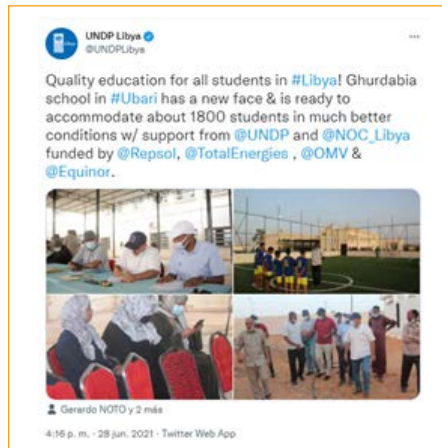 UNDP Libya
@UNDPLibya
Quality education for all students in #Libya! Ghurdabia
school in #Ubari has a new face & is ready to
accommodate about 1800 students in much better
conditions w/ support from @UNDP and @NOC_Libya
funded by @Repsol, @TotalEnergies , @OMV &
@Equinor.
Gerardo NOTO y 2 más
4:16 p. m. · 28 jun. 2021 · Twitter Web App